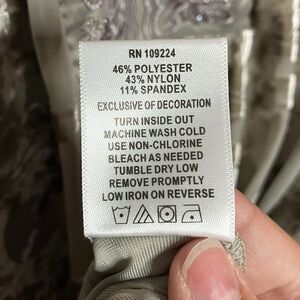 RN 109224
46% POLYESTER
43% NYLON
11% SPANDEX
EXCLUSIVE OF DECORATION
TURN INSIDE OUT
MACHINE WASH COLD
USE NON-CHLORINE
BLEACH AS NEEDED
TUMBLE DRY LOW
REMOVE PROMPTLY
LOW IRON ON REVERSE